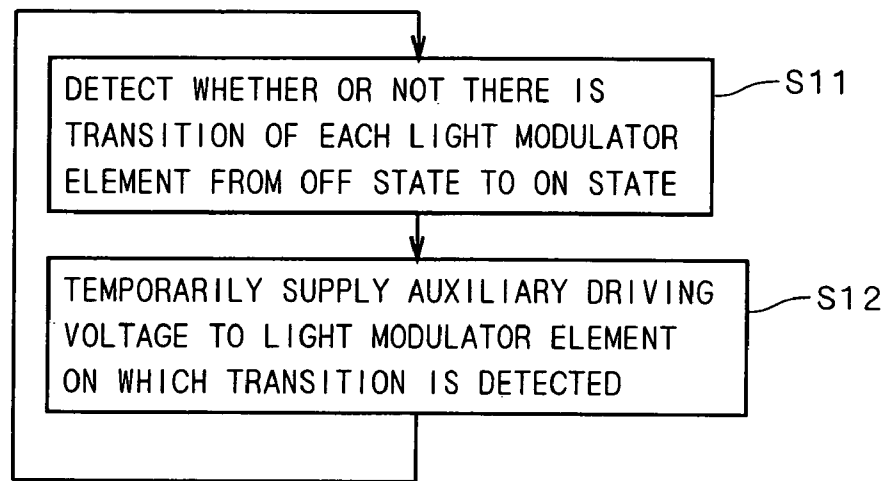 DETECT WHETHER OR NOT THERE IS
TRANSITION OF EACH LIGHT MODULATOR
ELEMENT FROM OFF STATE TO ON STATE
S11
TEMPORARILY SUPPLY AUXILIARY DRIVING
VOLTAGE TO LIGHT MODULATOR ELEMENT
ON WHICH TRANSITION IS DETECTED
S12